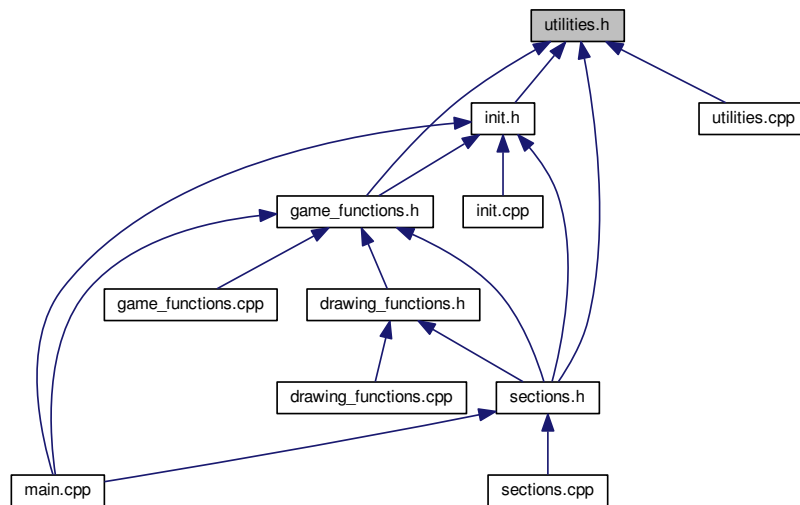 utilities.h
init.h
utilities.cpp
game_functions.h
init.cpp
game_functions.cpp
drawing_functions.h
drawing_functions.cpp
sections.h
main.cpp
sections.cpp